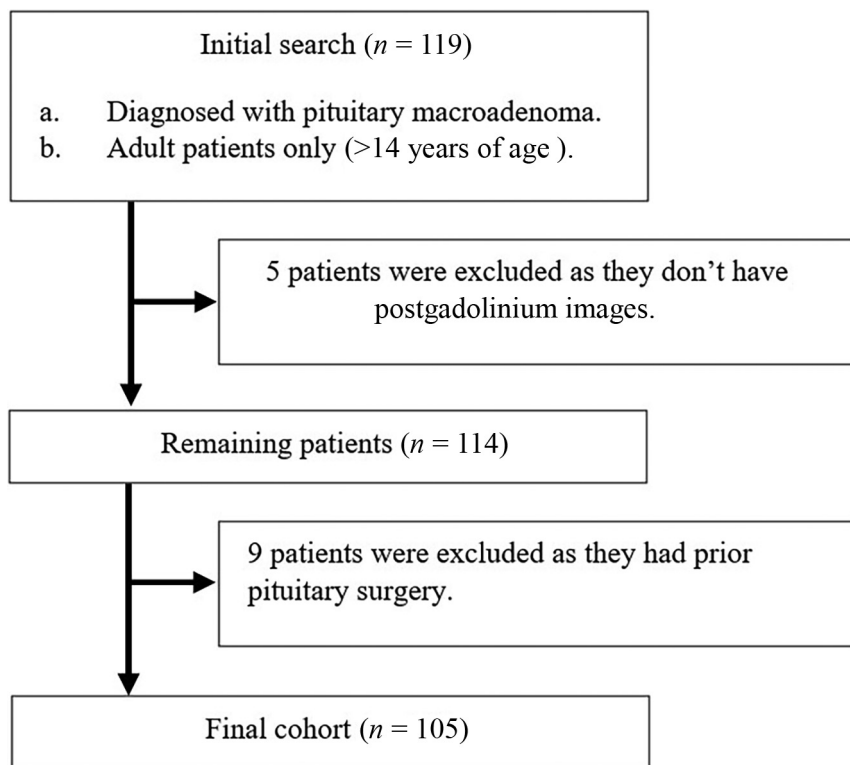 Initial search (n = 119)
a. Diagnosed with pituitary macroadenoma.
b. Adult patients only (>14 years of age ).
5 patients were excluded as they don’t have
postgadolinium images.
Remaining patients (n = 114)
9 patients were excluded as they had prior
pituitary surgery.
Final cohort (n = 105)